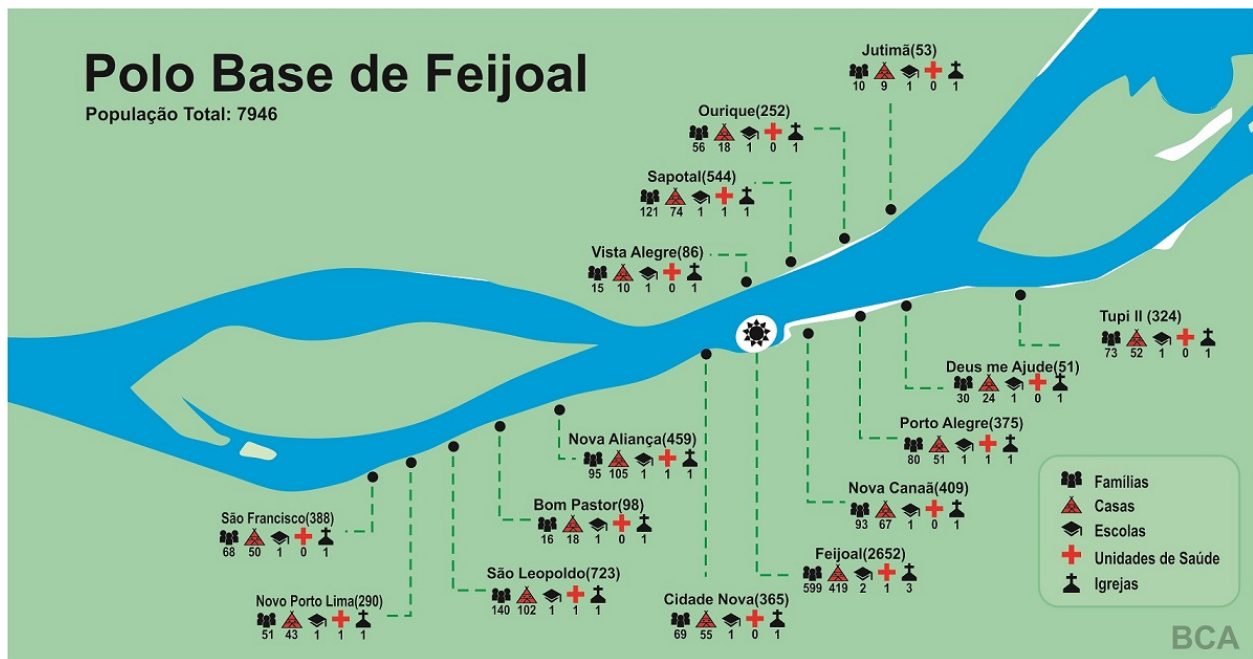 Polo Base de Feijoal
População Total: 7946
Jutimã(53)
10 9 1 0 1
Ourique(252)
56 18 1 0 1
Sapotal(544)
121 74 1 1 1
Vista Alegre(86)
15 10 1 0 1
Tupi II (324)
73 52 1 0 1
Deus me Ajude(51)
30 24 1 0 1
Porto Alegre(375)
80 51 1 1 1
Nova Aliança(459)
95 105 1 1 1
Nova Canaã(409)
93 67 1 0 1
Bom Pastor(98)
16 18 1 0 1
São Francisco(388)
68 50 1 0 1
Feijoal(2652)
599 419 2 1 3
São Leopoldo(723)
140 102 1 1 1
Cidade Nova(365)
69 55 1 0 1
Novo Porto Lima(290)
51 43 1 1 1
Famílias
Casas
Escolas
Unidades de Saúde
Igrejas
BCA